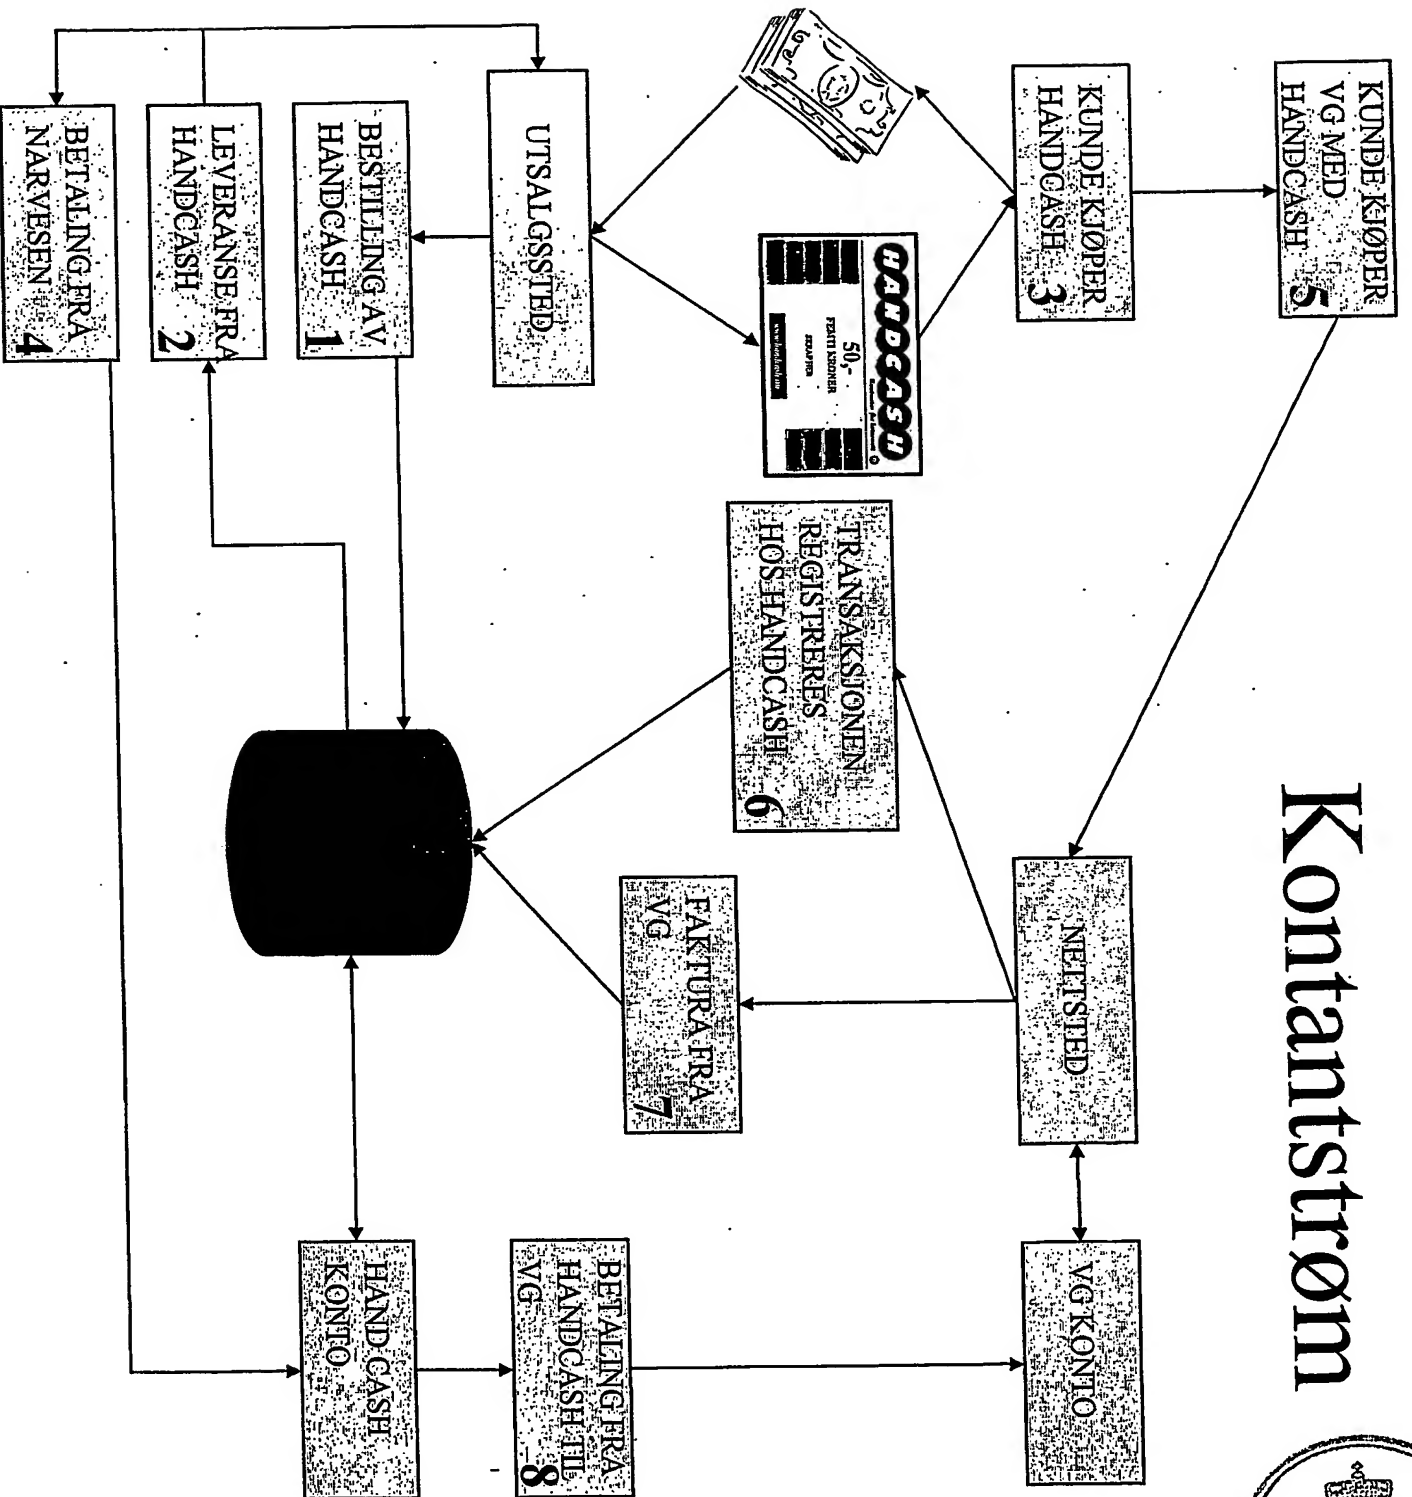 Kontantstrøm
KUNDE KJØPER
VG MED
HANDCASH
5
KUNDE KJØPER
HANDCASH
3
NETTSTED
VG KONTO
HANDCASH
50,-
FEMTI KRONER
UTSALGSSTED
TRANSAKSJONEN
REGISTRERES
HOS HANDCASH
6
FAKTURA FRA
VG
7
BETALING FRA
HANDCASH TIL
VG
8
BESTILLING AV
HANDCASH
1
HANDCASH
KONTO
LEVERANSE FRA
HANDCASH
2
BETALING FRA
NARVESEN
4